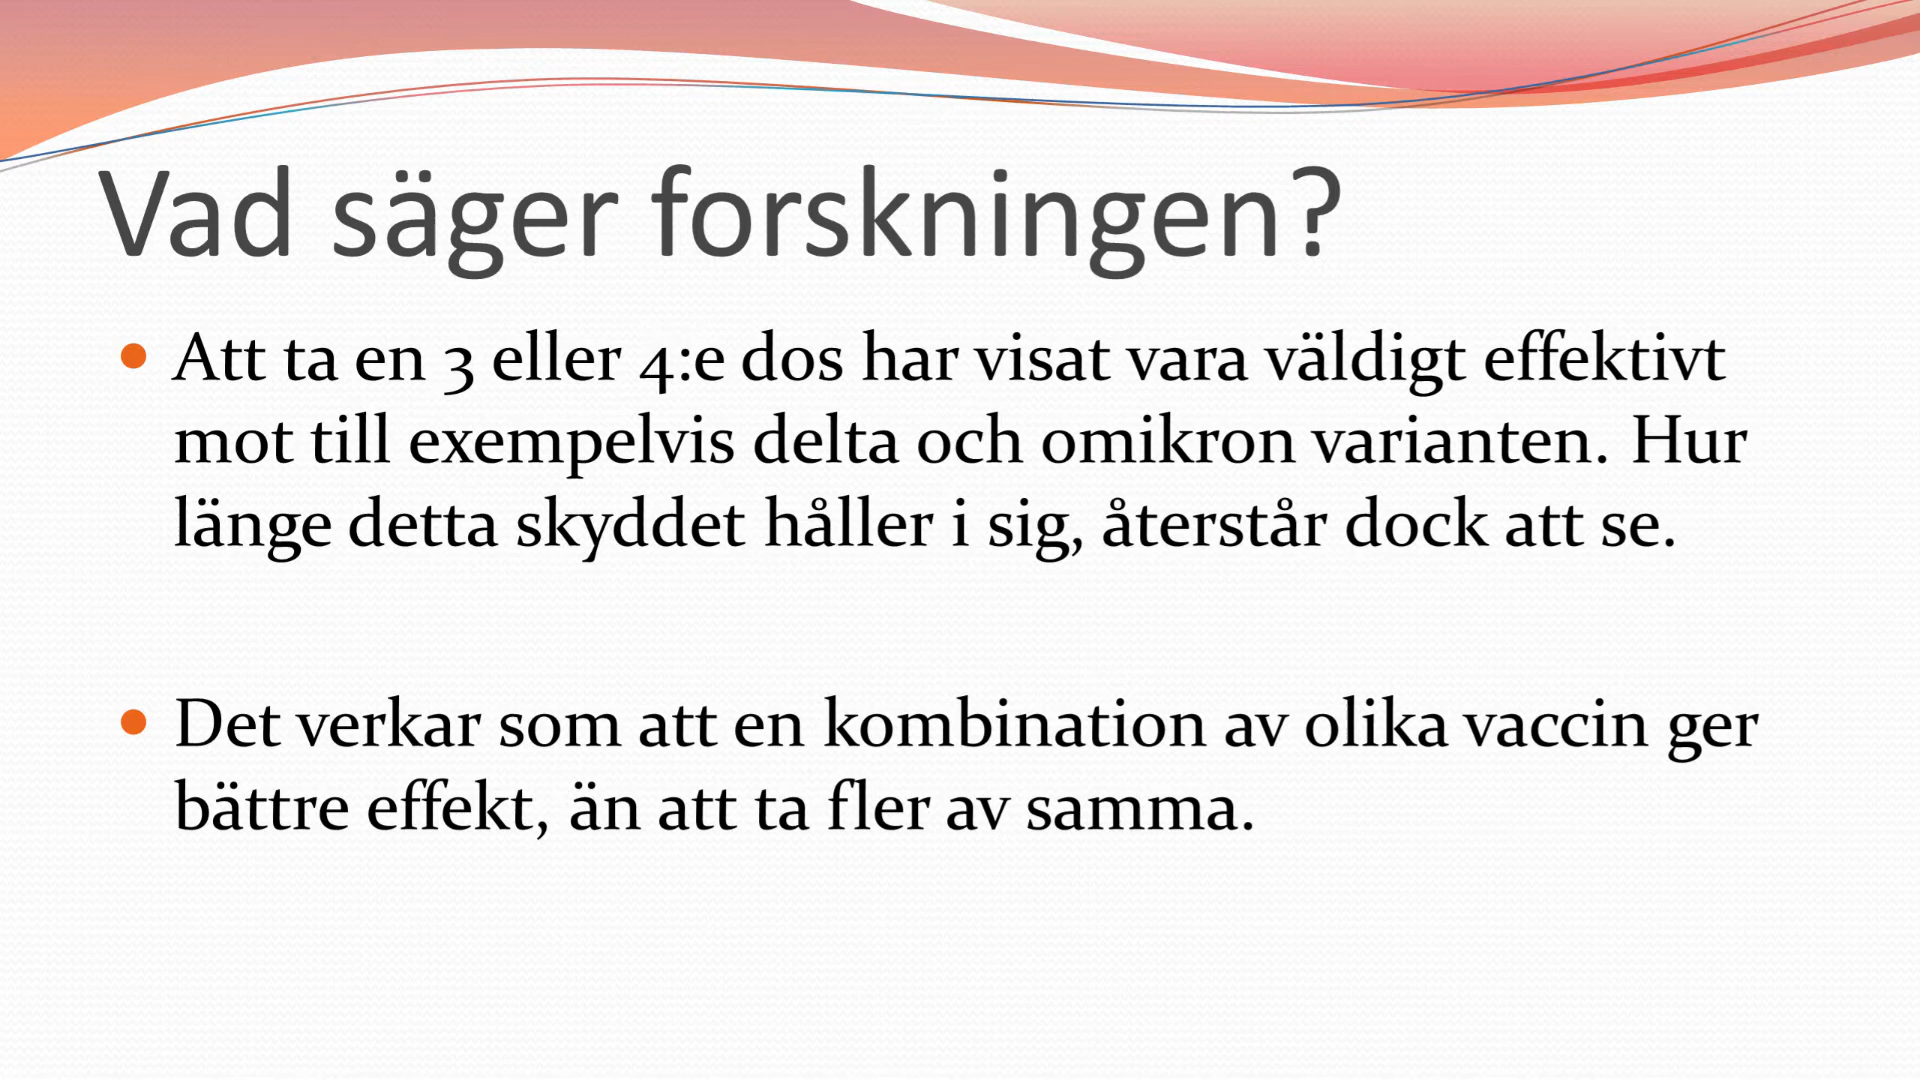 Vad säger forskningen?
• Att ta en 3 eller 4:e dos har visat vara väldigt effektivt
mot till exempelvis delta och omikron varianten. Hur
länge detta skyddet håller i sig, återstår dock att se.
• Det verkar som att en kombination av olika vaccin ger
bättre effekt, än att ta fler av samma.